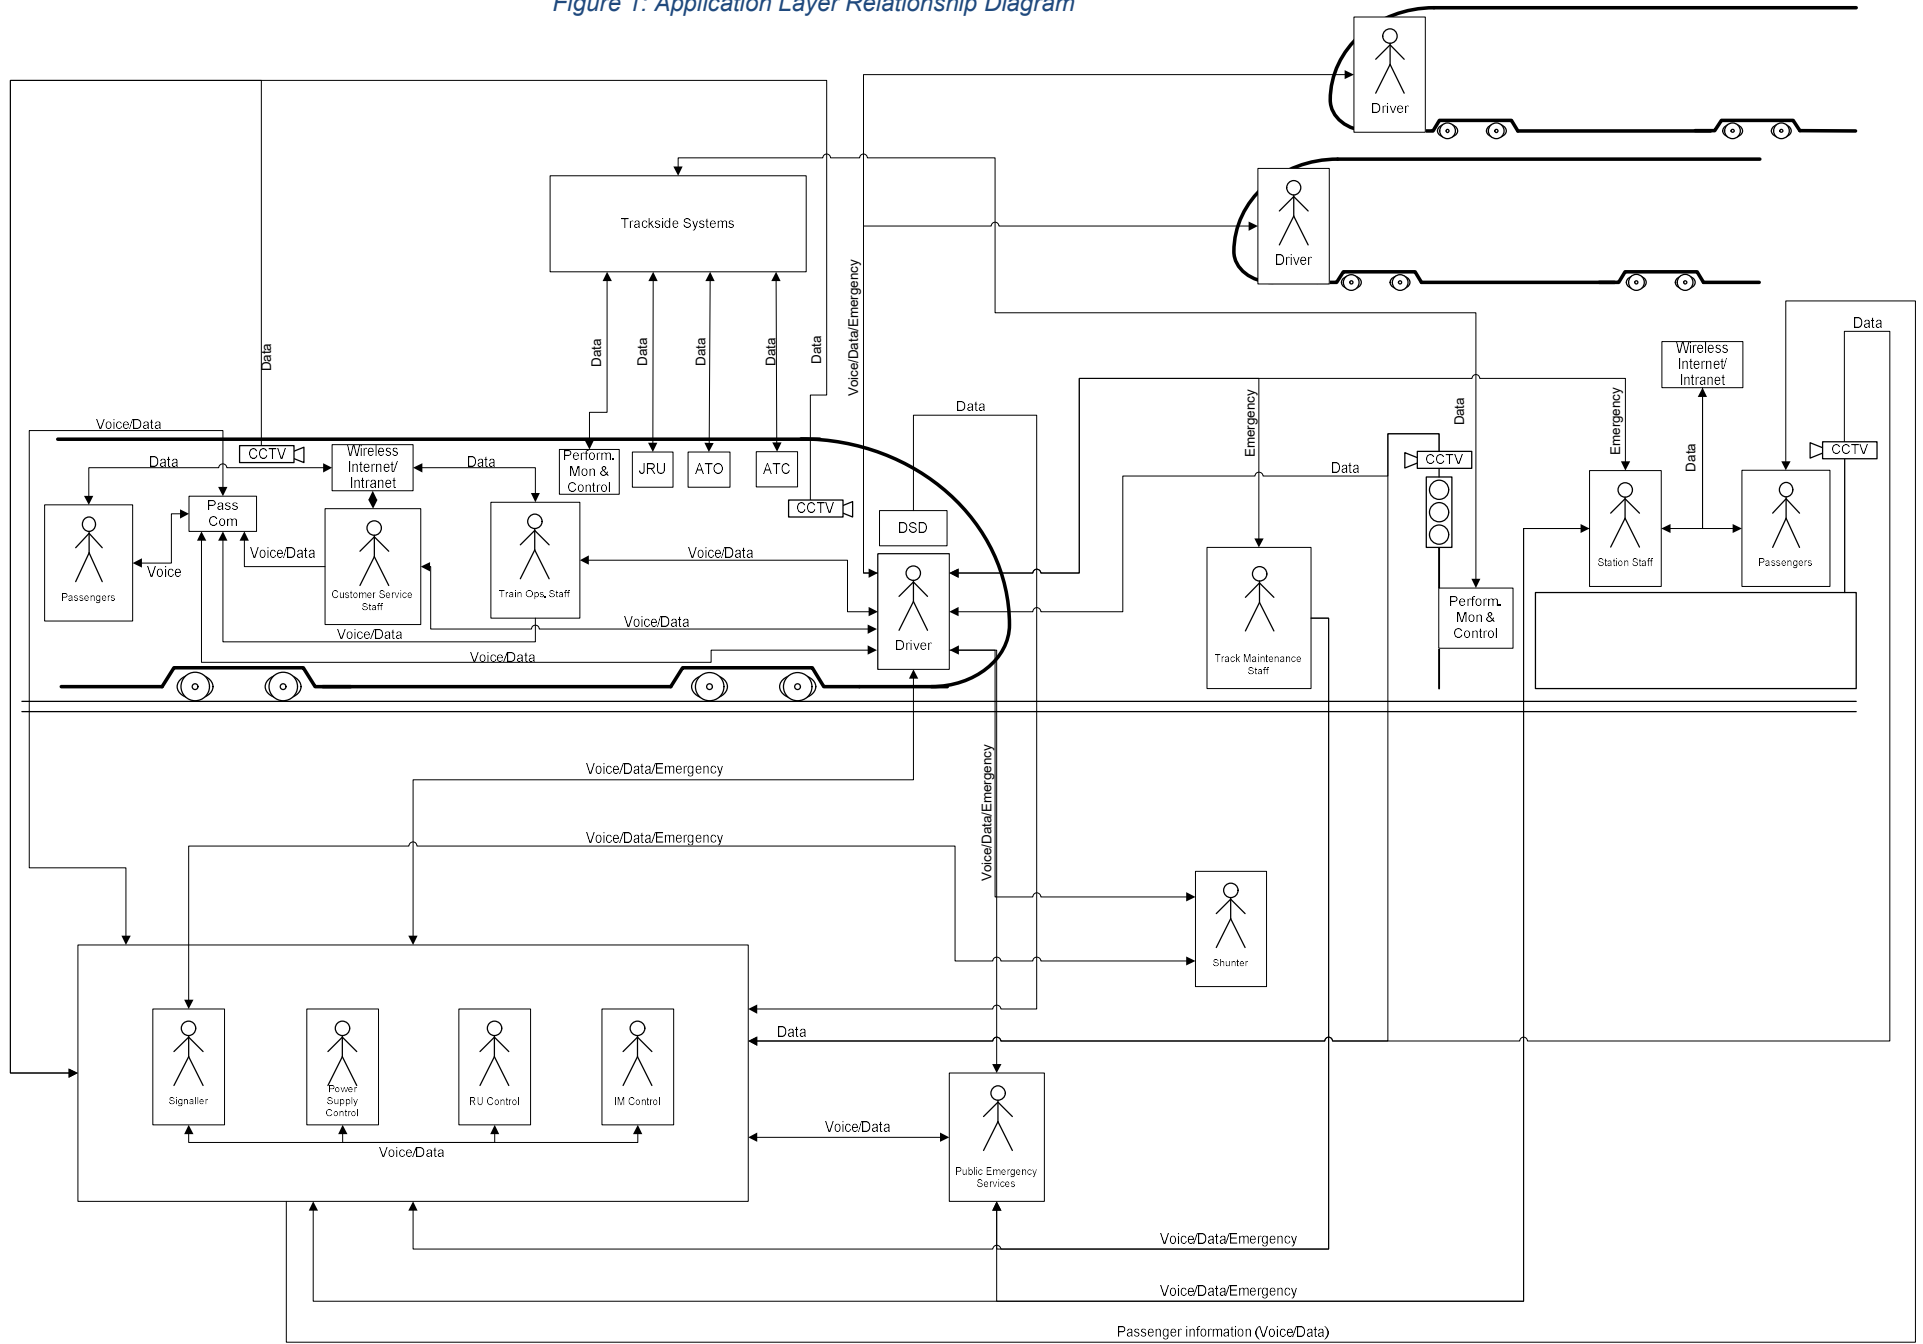 Figure 1: Application Layer Relationship Diagram
Driver
Trackside Systems
Driver
Data
Data
Data
Data
Data
Data
Voice/Data/Emergency
Data
Wireless
Internet/
Intranet
Data
Emergency
Data
Emergency
Data
Voice/Data
CCTV
Data
Wireless
Internet/
Intranet
Data
Perform.
Mon &
Control
JRU
ATO
ATC
Data
CCTV
CCTV
Pass
Com
CCTV
DSD
Passengers
Voice
Voice/Data
Customer Service
Staff
Train Ops. Staff
Voice/Data
Voice/Data
Voice/Data
Voice/Data
Driver
Track Maintenance
Staff
Perform.
Mon &
Control
Station Staff
Passengers
Voice/Data/Emergency
Voice/Data/Emergency
Voice/Data/Emergency
Shunter
Data
Signaller
Power
Supply
Control
RU Control
IM Control
Voice/Data
Voice/Data
Public Emergency
Services
Voice/Data/Emergency
Voice/Data/Emergency
Passenger information (Voice/Data)